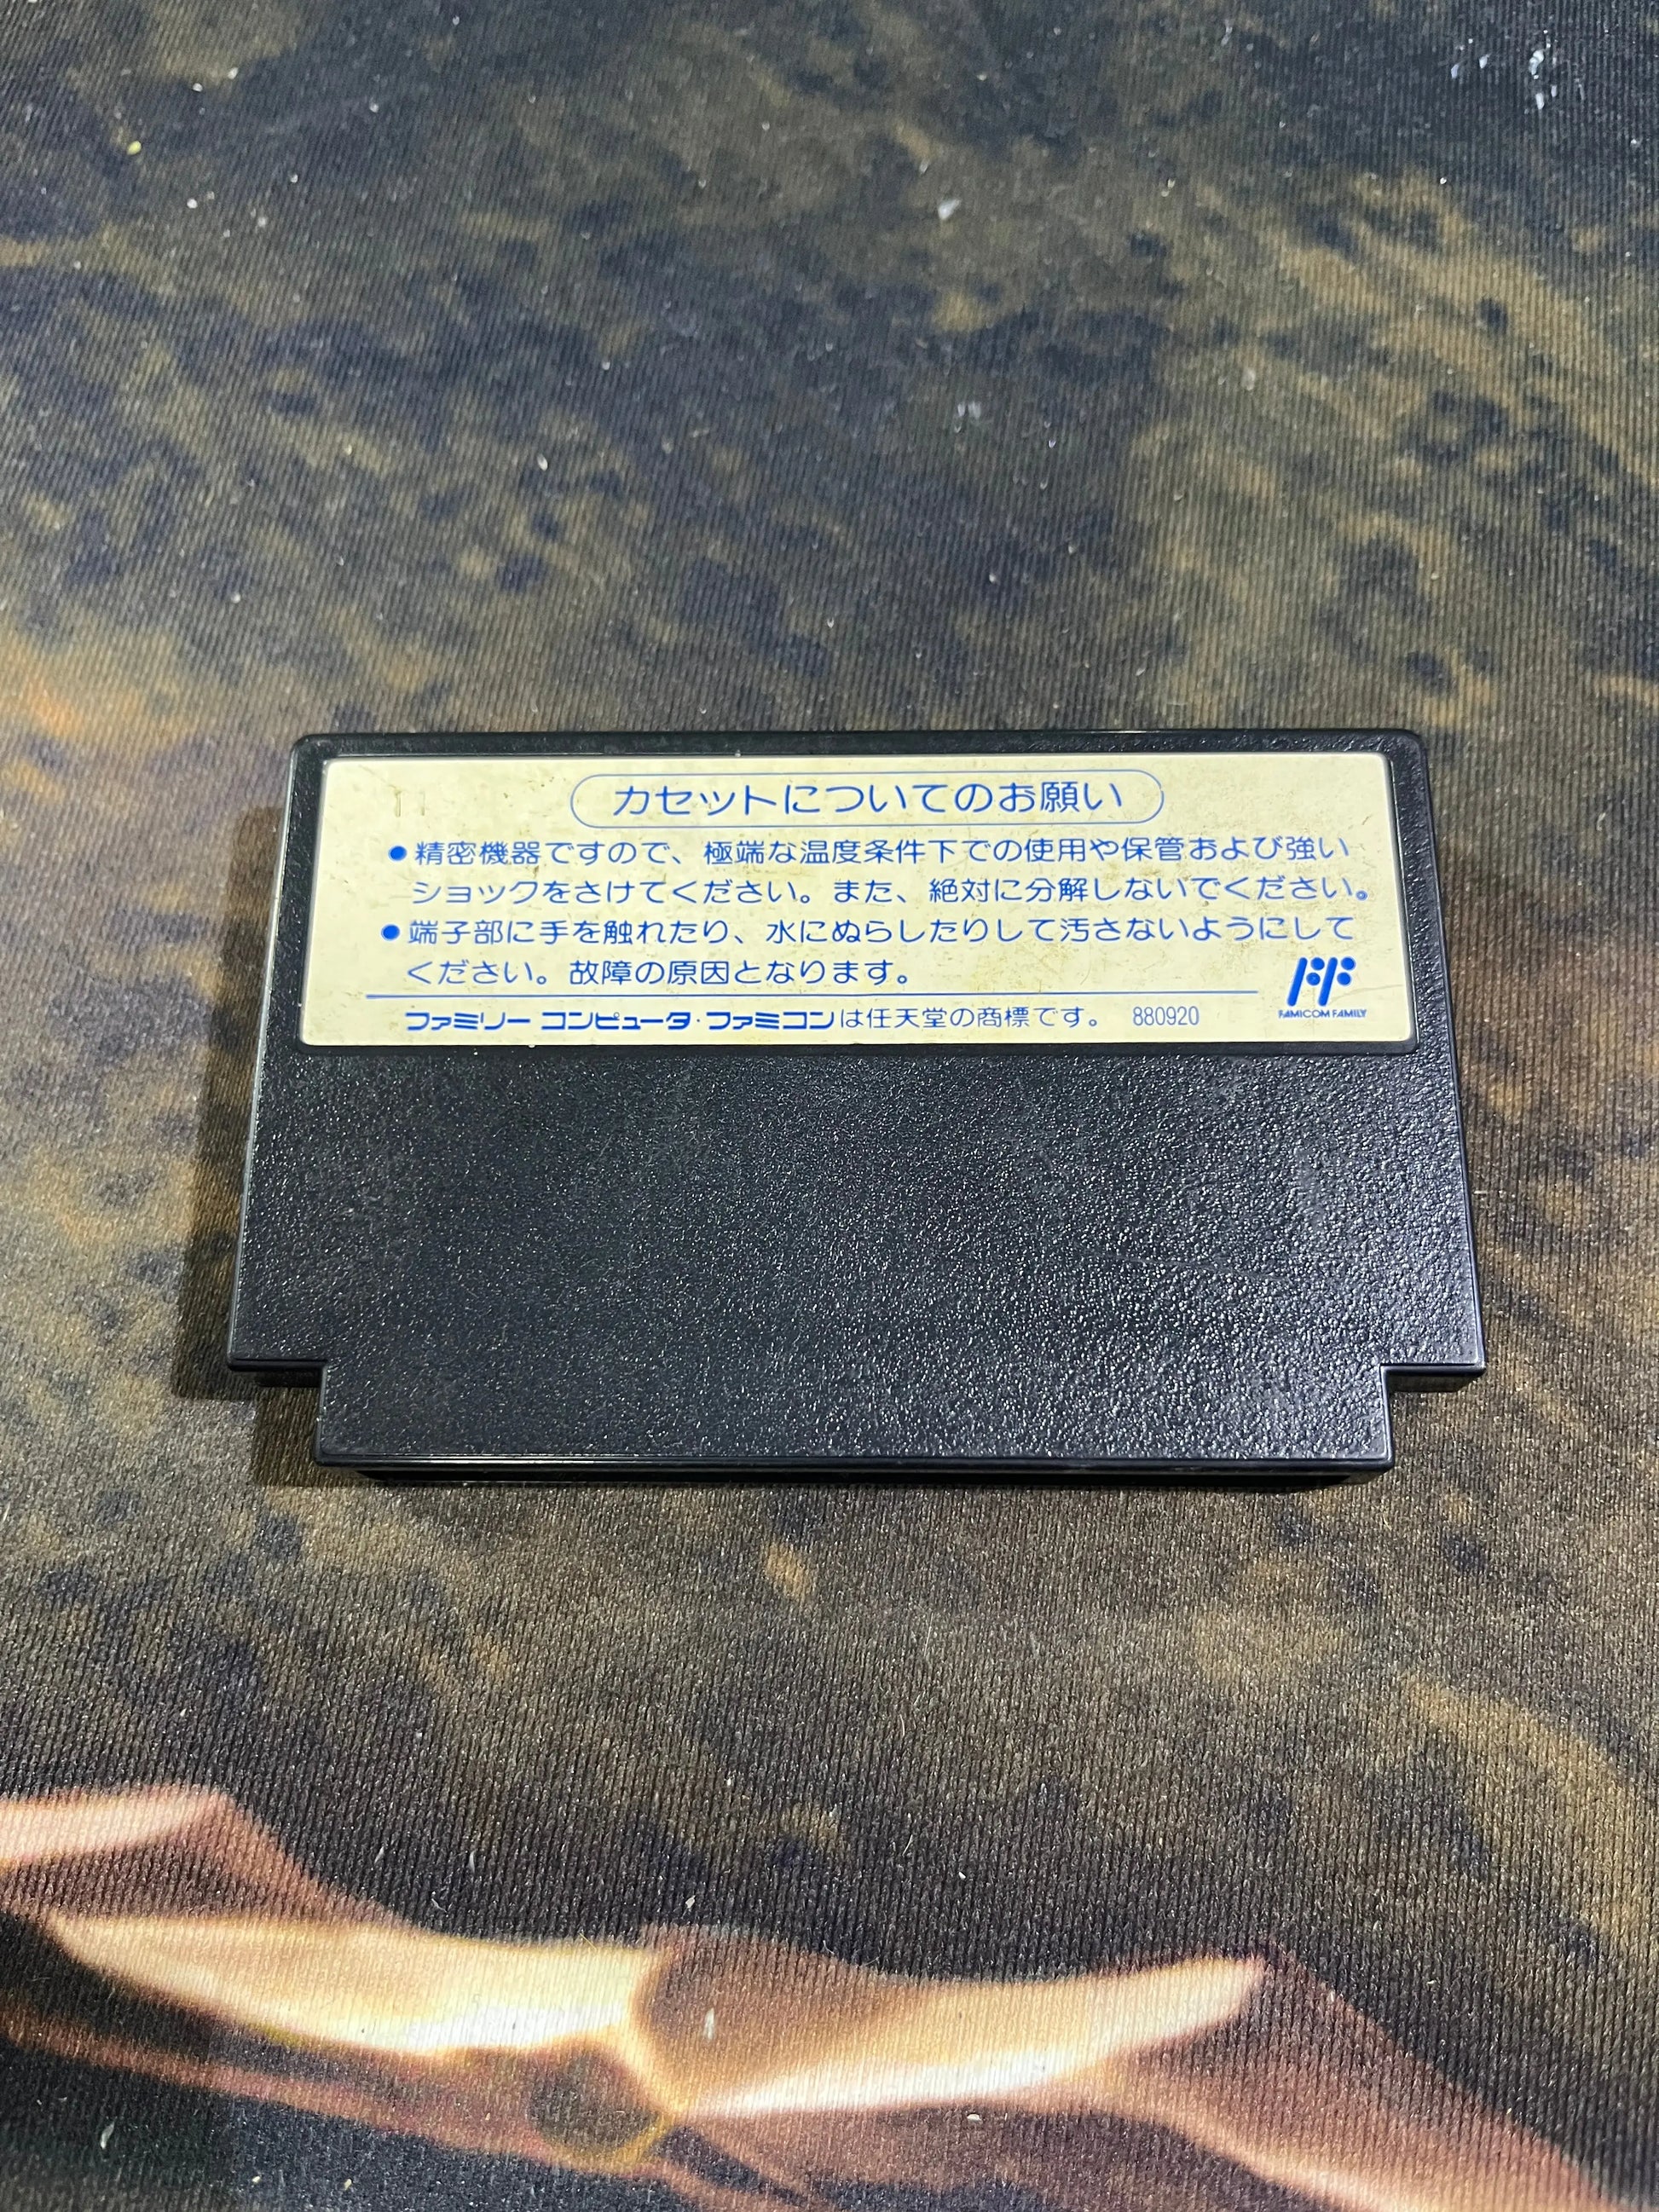 カセットについてのお願い
●精密機器ですので、極端な温度条件下での使用や保管および強い
ショックをさけてください。また、絶対に分解しないでください。
●端子部に手を触れたり、水にぬらしたりして汚さないようにして
ください。故障の原因となります。
ファミリー コンピュータ・ファミコンは任天堂の商標です。 880920
FAMICOM FAMILY